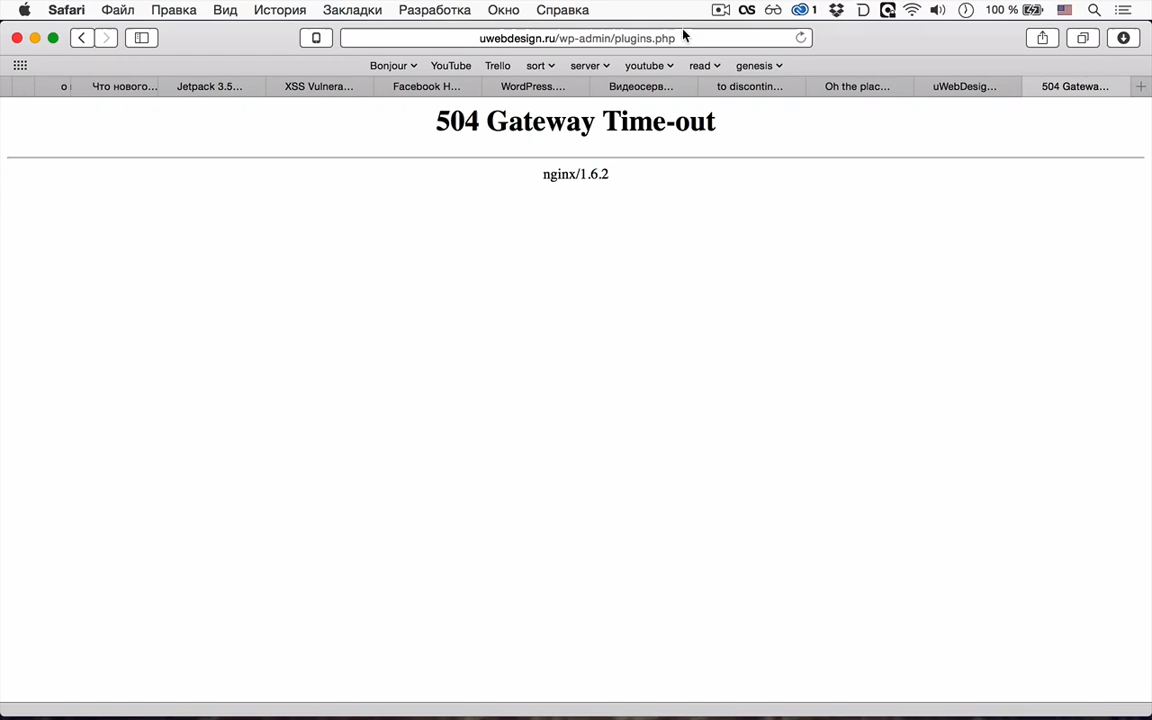 Safari Файл Правка Вид История Закладки Разработка Окно Справка 1 100 %
uwebdesign.ru/wp-admin/plugins.php
Bonjour YouTube Trello sort server youtube read genesis
о Что нового... Jetpack 3.5... XSS Vulnera... Facebook H... WordPress.... Видеосерв... to discontin... Oh the plac... uWebDesig... 504 Gatewa...
504 Gateway Time-out
nginx/1.6.2